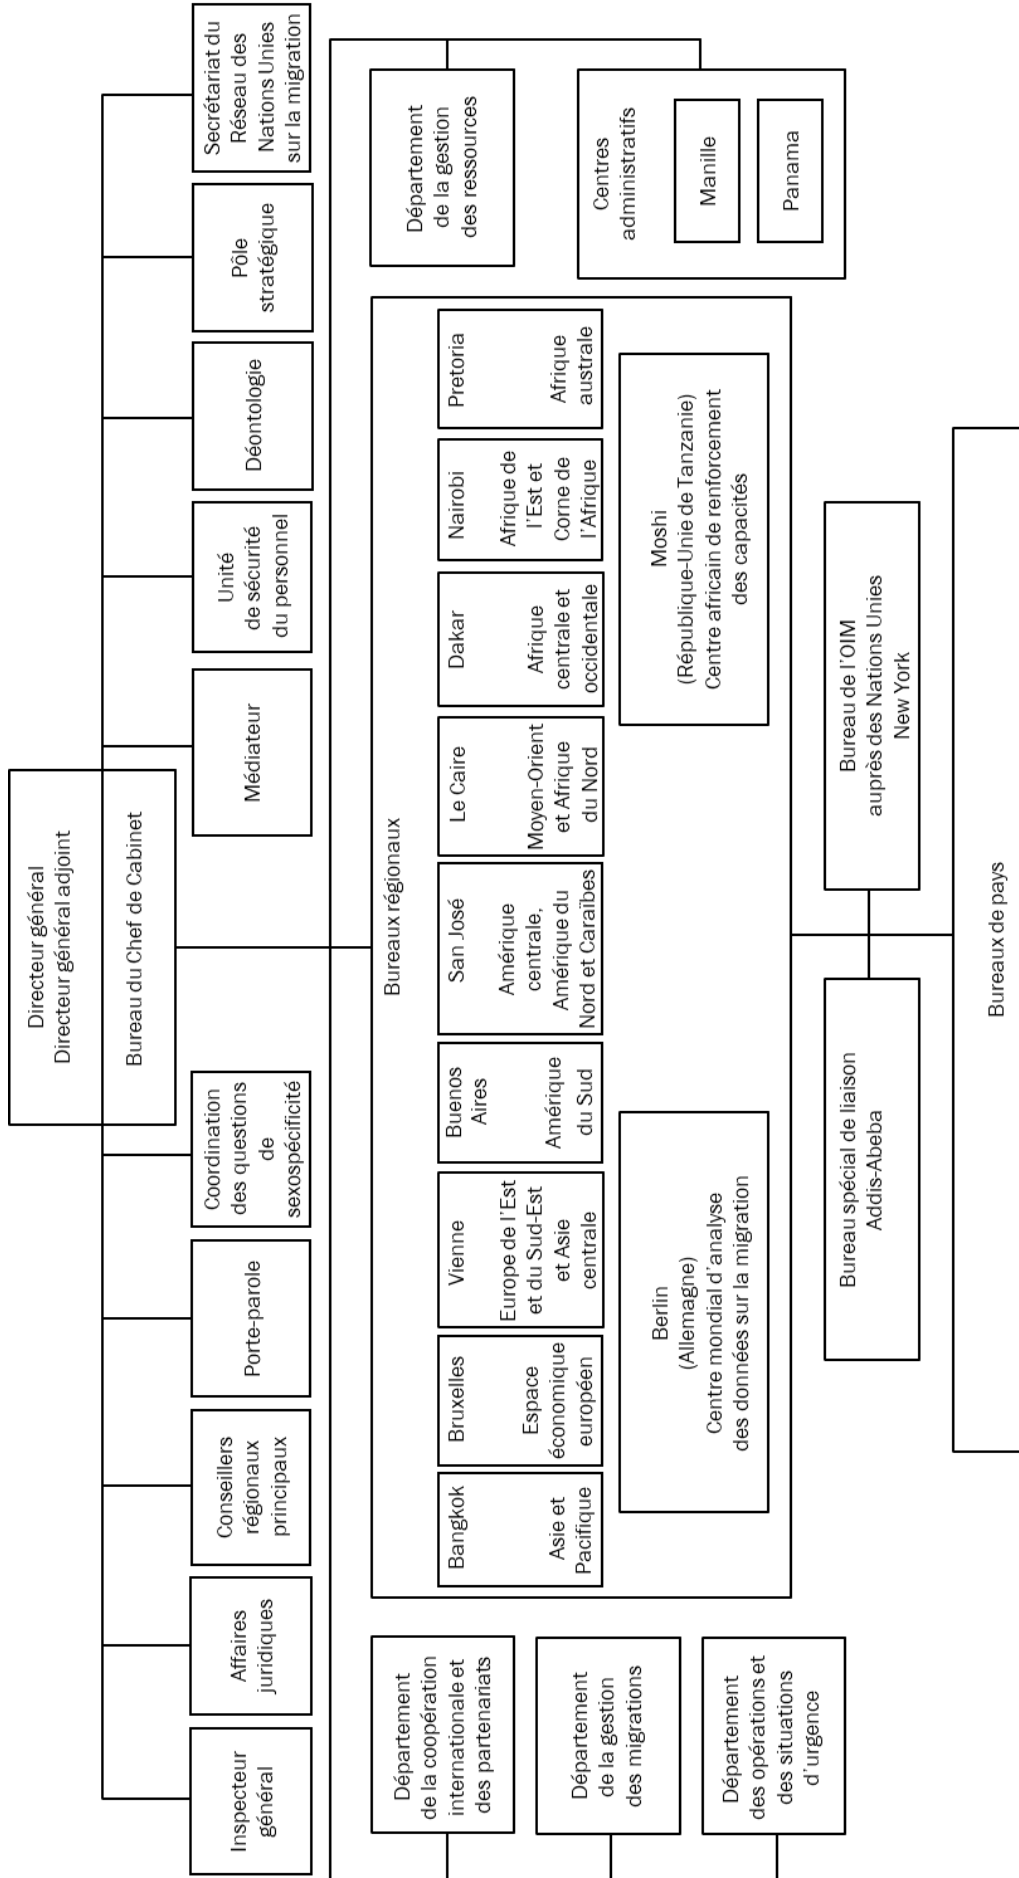 Directeur général
Directeur général adjoint
Bureau du Chef de Cabinet
Inspecteur
général
Affaires
juridiques
Conseillers
régionaux
principaux
Porte-parole
Coordination
des questions
de
sexospécificité
Médiateur
Unité
de sécurité
du personnel
Déontologie
Pôle
stratégique
Secrétariat du
Réseau des
Nations Unies
sur la migration
Département
de la coopération
internationale et
des partenariats
Département
de la gestion
des migrations
Département
des opérations et
des situations
d'urgence
Bureaux régionaux
Bangkok
Asie et
Pacifique
Bruxelles
Espace
économique
européen
Vienne
Europe de l'Est
et du Sud-Est
et Asie
centrale
Buenos
Aires
Amérique
du Sud
San José
Amérique
centrale,
Amérique du
Nord et Caraïbes
Le Caire
Moyen-Orient
et Afrique
du Nord
Dakar
Afrique
centrale et
occidentale
Nairobi
Afrique de
l'Est et
Corne de
l'Afrique
Pretoria
Afrique
australe
Berlin
(Allemagne)
Centre mondial d'analyse
des données sur la migration
Moshi
(République-Unie de Tanzanie)
Centre africain de renforcement
des capacités
Département
de la gestion
des ressources
Centres
administratifs
Manille
Panama
Bureau spécial de liaison
Addis-Abeba
Bureau de l'OIM
auprès des Nations Unies
New York
Bureaux de pays